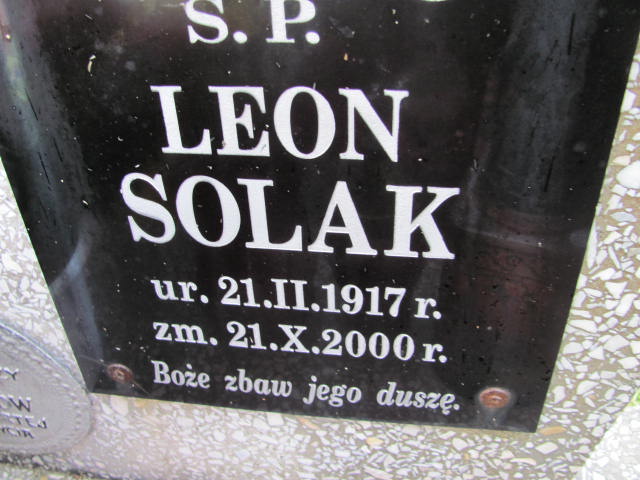 Ś.P.
LEON
SOLAK
ur. 21.II.1917 r.
zm. 21.X.2000 r.
Boże zbaw jego duszę.